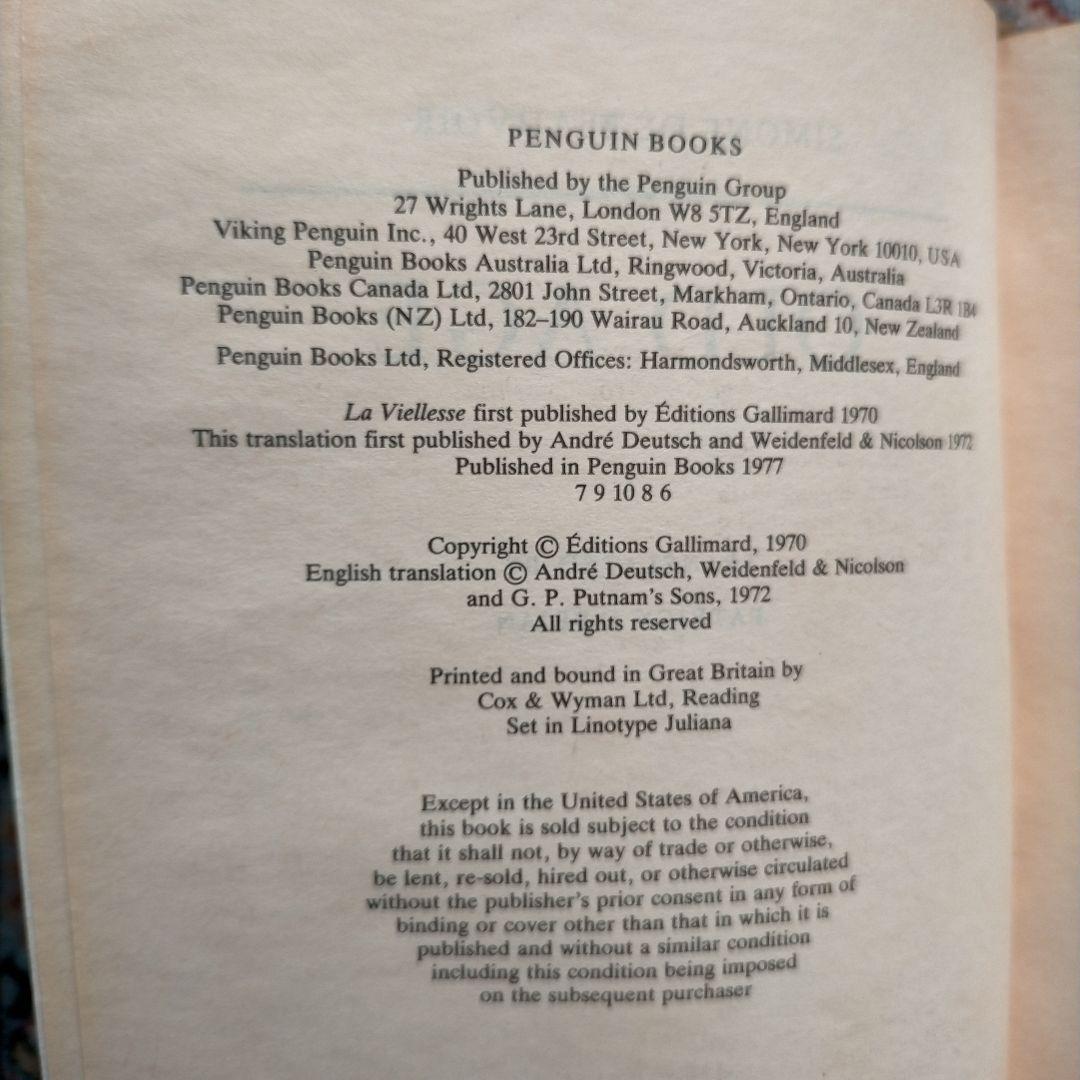 PENGUIN BOOKS
Published by the Penguin Group
27 Wrights Lane, London W8 5TZ, England
Viking Penguin Inc., 40 West 23rd Street, New York, New York 10010, USA
Penguin Books Australia Ltd, Ringwood, Victoria, Australia
Penguin Books Canada Ltd, 2801 John Street, Markham, Ontario, Canada L3R 1B4
Penguin Books (NZ) Ltd, 182–190 Wairau Road, Auckland 10, New Zealand
Penguin Books Ltd, Registered Offices: Harmondsworth, Middlesex, England
La Viellesse first published by Éditions Gallimard 1970
This translation first published by André Deutsch and Weidenfeld & Nicolson 1972
Published in Penguin Books 1977
7 9 10 8 6
Copyright © Éditions Gallimard, 1970
English translation © André Deutsch, Weidenfeld & Nicolson
and G. P. Putnam's Sons, 1972
All rights reserved
Printed and bound in Great Britain by
Cox & Wyman Ltd, Reading
Set in Linotype Juliana
Except in the United States of America,
this book is sold subject to the condition
that it shall not, by way of trade or otherwise,
be lent, re-sold, hired out, or otherwise circulated
without the publisher's prior consent in any form of
binding or cover other than that in which it is
published and without a similar condition
including this condition being imposed
on the subsequent purchaser